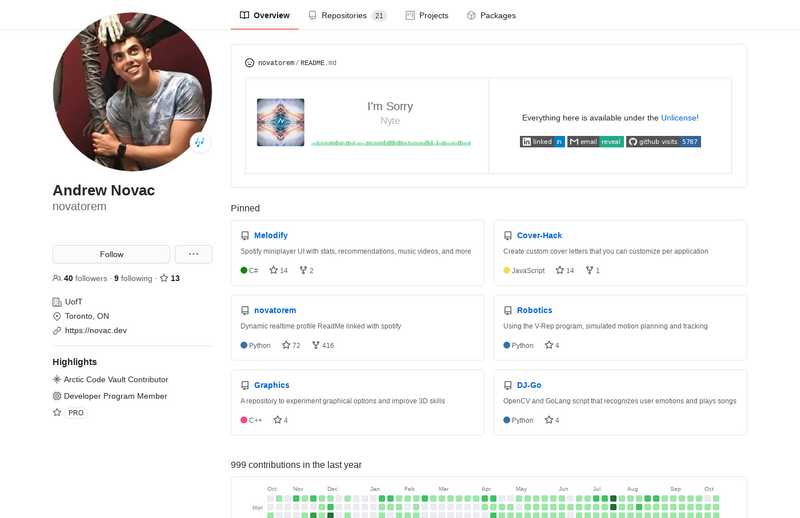 Overview
Repositories 21
Projects
Packages
Andrew Novac
novatorem
Follow
40 followers · 9 following · 13
UofT
Toronto, ON
https://novac.dev
Highlights
Arctic Code Vault Contributor
Developer Program Member
PRO
novatorem/README.md
I'm Sorry
Nyte
Everything here is available under the Unlicense!
linked in
email reveal
github visits 5787
Pinned
Melodify
Spotify miniplayer UI with stats, recommendations, music videos, and more
C# 14 2
Cover-Hack
Create custom cover letters that you can customize per application
JavaScript 14 1
novatorem
Dynamic realtime profile ReadMe linked with spotify
Python 72 416
Robotics
Using the V-Rep program, simulated motion planning and tracking
Python 4
Graphics
A repository to experiment graphical options and improve 3D skills
C++ 4
DJ-Go
OpenCV and GoLang script that recognizes user emotions and plays songs
Python 4
999 contributions in the last year
Oct Nov Dec Jan Feb Mar Apr May Jun Jul Aug Sep Oct
Mon